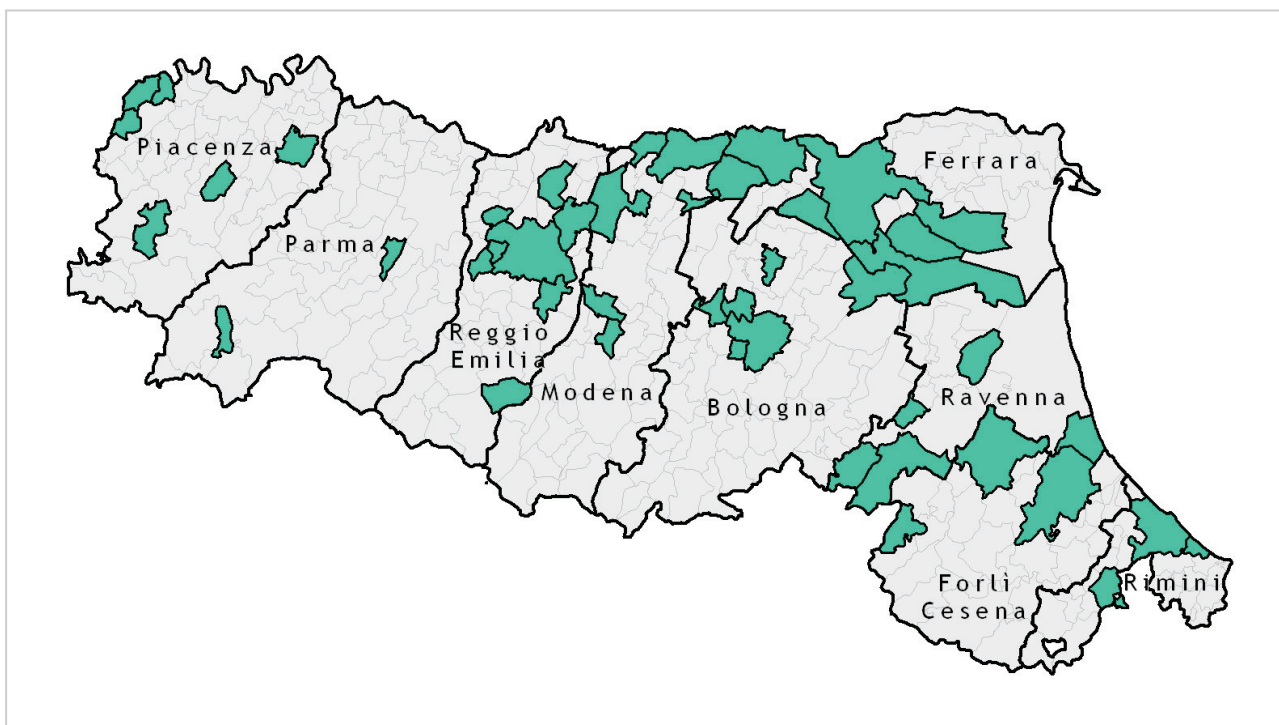 Piacenza
Ferrara
Parma
Reggio
Emilia
Modena
Bologna
Ravenna
Forlì
Cesena
Rimini